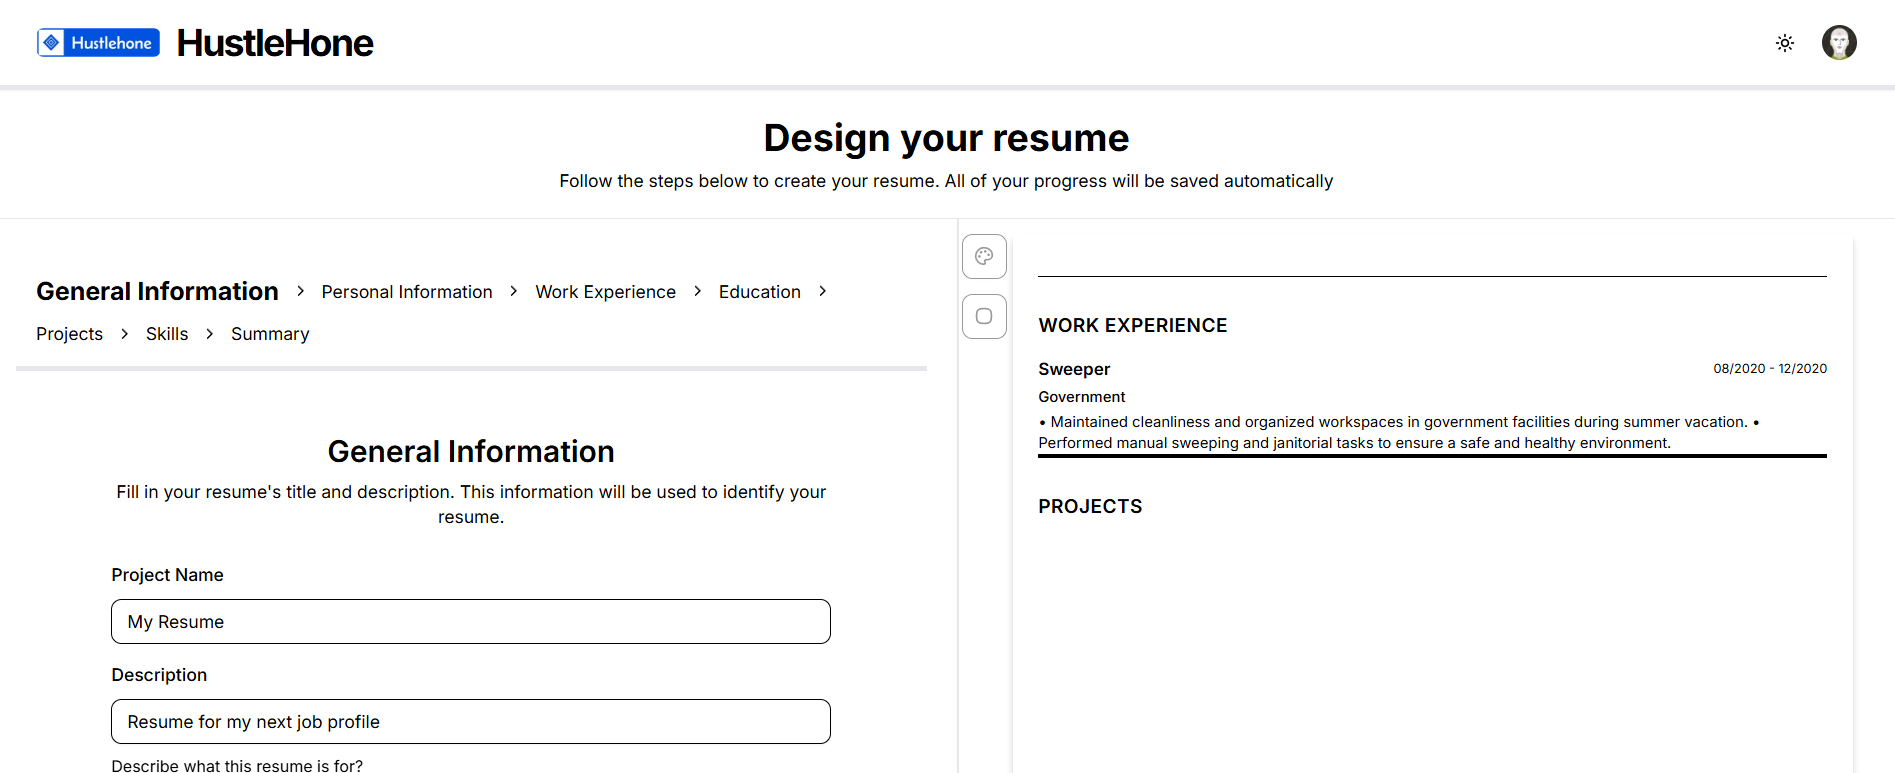 Hustlehone HustleHone
Design your resume
Follow the steps below to create your resume. All of your progress will be saved automatically
General Information > Personal Information > Work Experience > Education >
Projects > Skills > Summary
General Information
Fill in your resume's title and description. This information will be used to identify your
resume.
Project Name
My Resume
Description
Resume for my next job profile
Describe what this resume is for?
WORK EXPERIENCE
Sweeper 08/2020 - 12/2020
Government
• Maintained cleanliness and organized workspaces in government facilities during summer vacation. •
Performed manual sweeping and janitorial tasks to ensure a safe and healthy environment.
PROJECTS